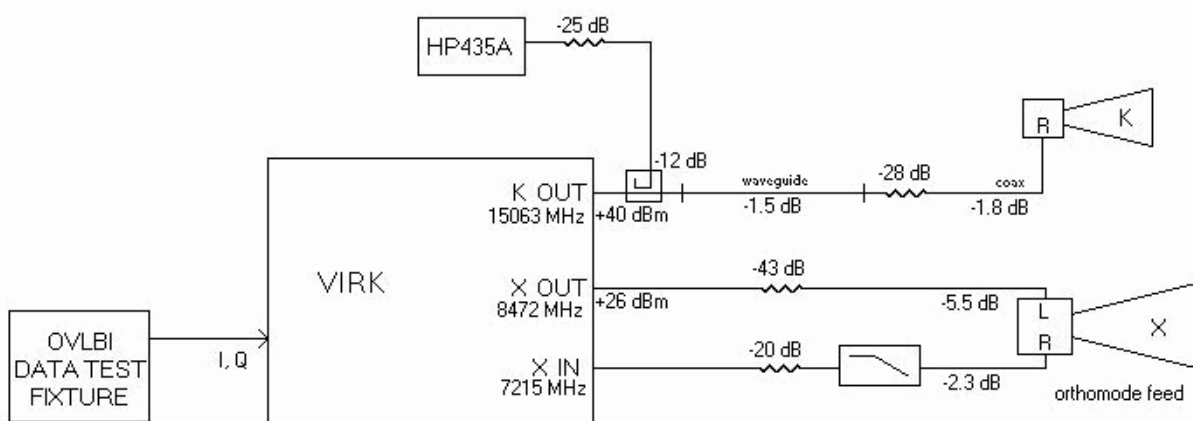 -25 dB
HP435A
K
R
-12 dB
-28 dB
waveguide
coax
K OUT
15063 MHz
+40 dBm
-1.5 dB
-1.8 dB
VIRK
-43 dB
X OUT
8472 MHz
+26 dBm
-5.5 dB
L
R
X
OVLBI
DATA TEST
FIXTURE
I, Q
-20 dB
X IN
7215 MHz
-2.3 dB
orthomode feed